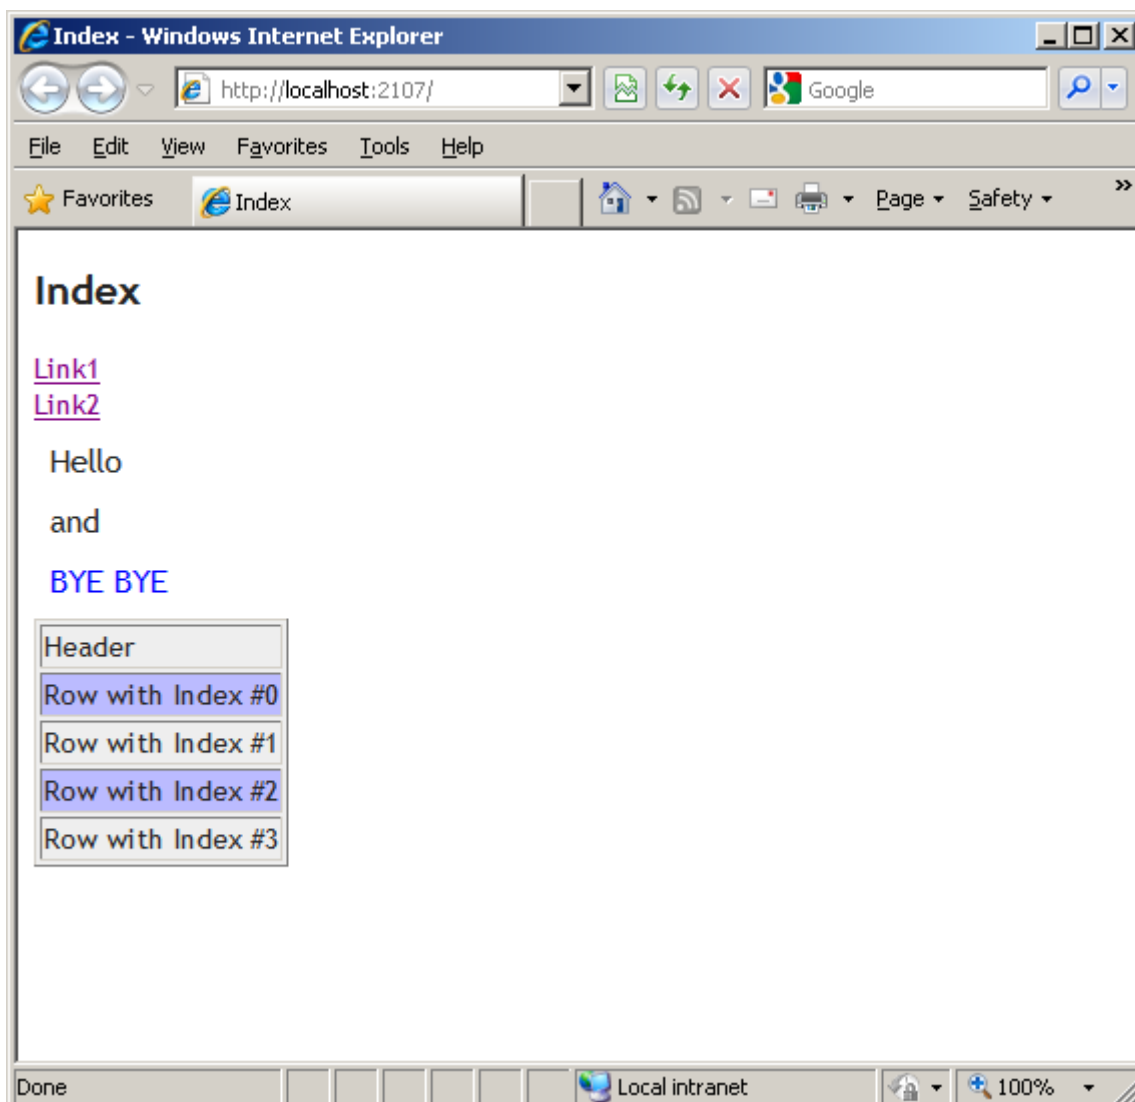 Index - Windows Internet Explorer
http://localhost:2107/ Google
File Edit View Favorites Tools Help
Favorites Index Page Safety »
Index
Link1
Link2
Hello
and
BYE BYE
Header
Row with Index #0
Row with Index #1
Row with Index #2
Row with Index #3
Done Local intranet 100%